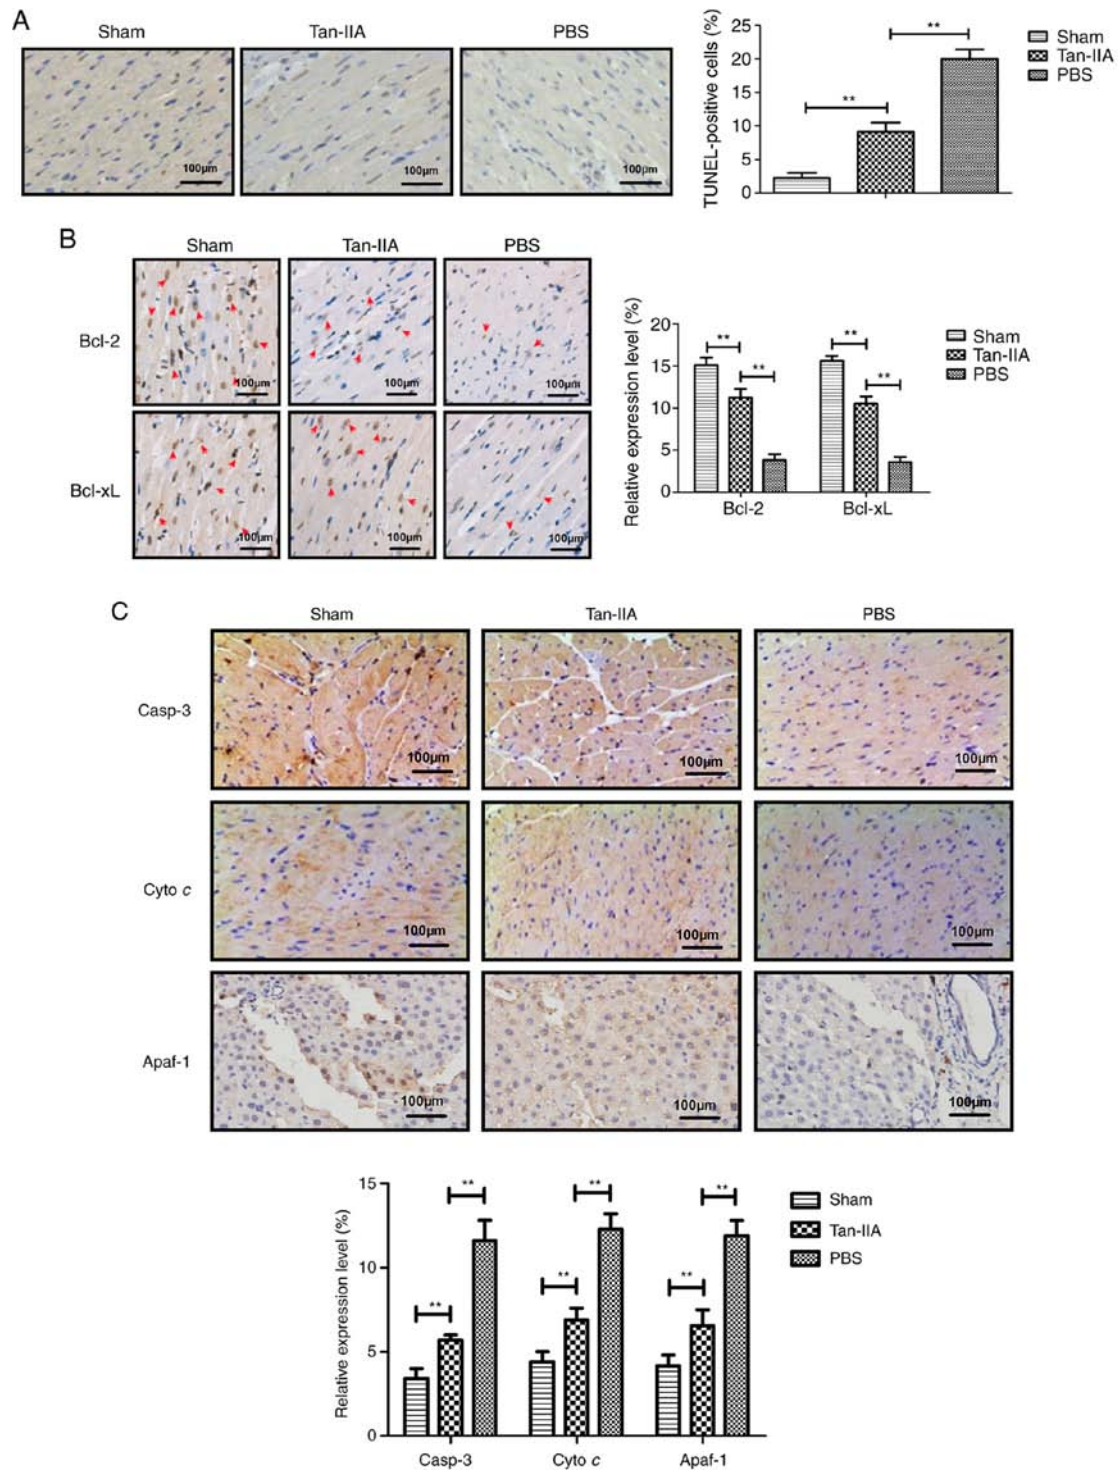 A
Sham
Tan-IIA
PBS
100µm
100µm
100µm
TUNEL-positive cells (%)
25
20
15
10
5
0
**
**
Sham
Tan-IIA
PBS
B
Sham
Tan-IIA
PBS
Bcl-2
100µm
100µm
100µm
Bcl-xL
100µm
100µm
100µm
Relative expression level (%)
20
15
10
5
0
**
**
**
**
Bcl-2
Bcl-xL
Sham
Tan-IIA
PBS
C
Sham
Tan-IIA
PBS
Casp-3
100µm
100µm
100µm
Cyto c
100µm
100µm
100µm
Apaf-1
100µm
100µm
100µm
Relative expression level (%)
15
10
5
0
**
**
**
**
**
**
Casp-3
Cyto c
Apaf-1
Sham
Tan-IIA
PBS